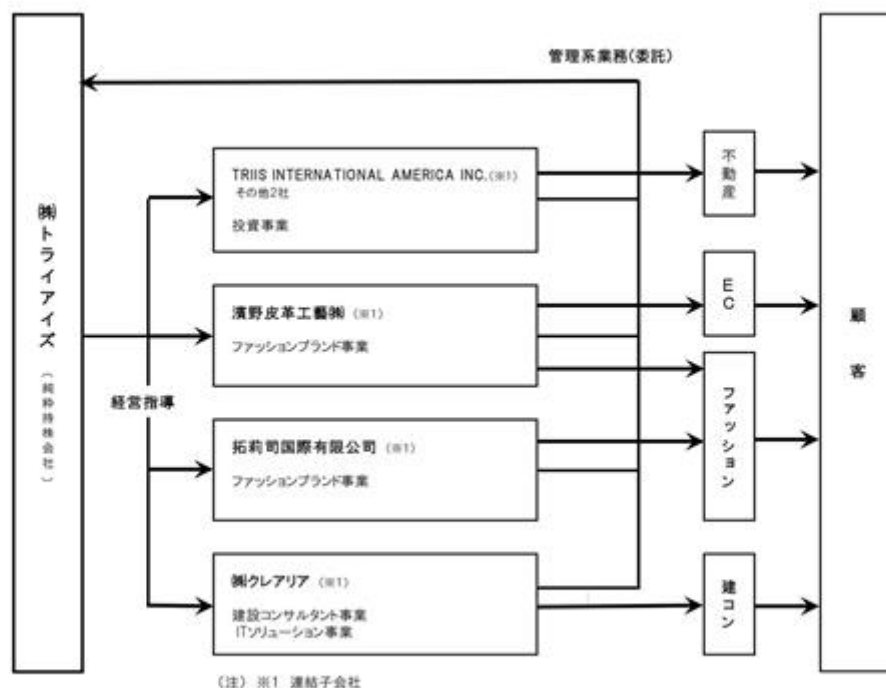 管理系業務(委託)
㈱トライアイズ
(純粋持株会社)
経営指導
TRIIS INTERNATIONAL AMERICA INC.(※1)
その他2社
投資事業
不動産
濱野皮革工藝㈱ (※1)
ファッションブランド事業
EC
ファッション
拓莉司国際有限公司 (※1)
ファッションブランド事業
㈱クレアリア (※1)
建設コンサルタント事業
ITソリューション事業
建コン
顧客
(注) ※1 連結子会社